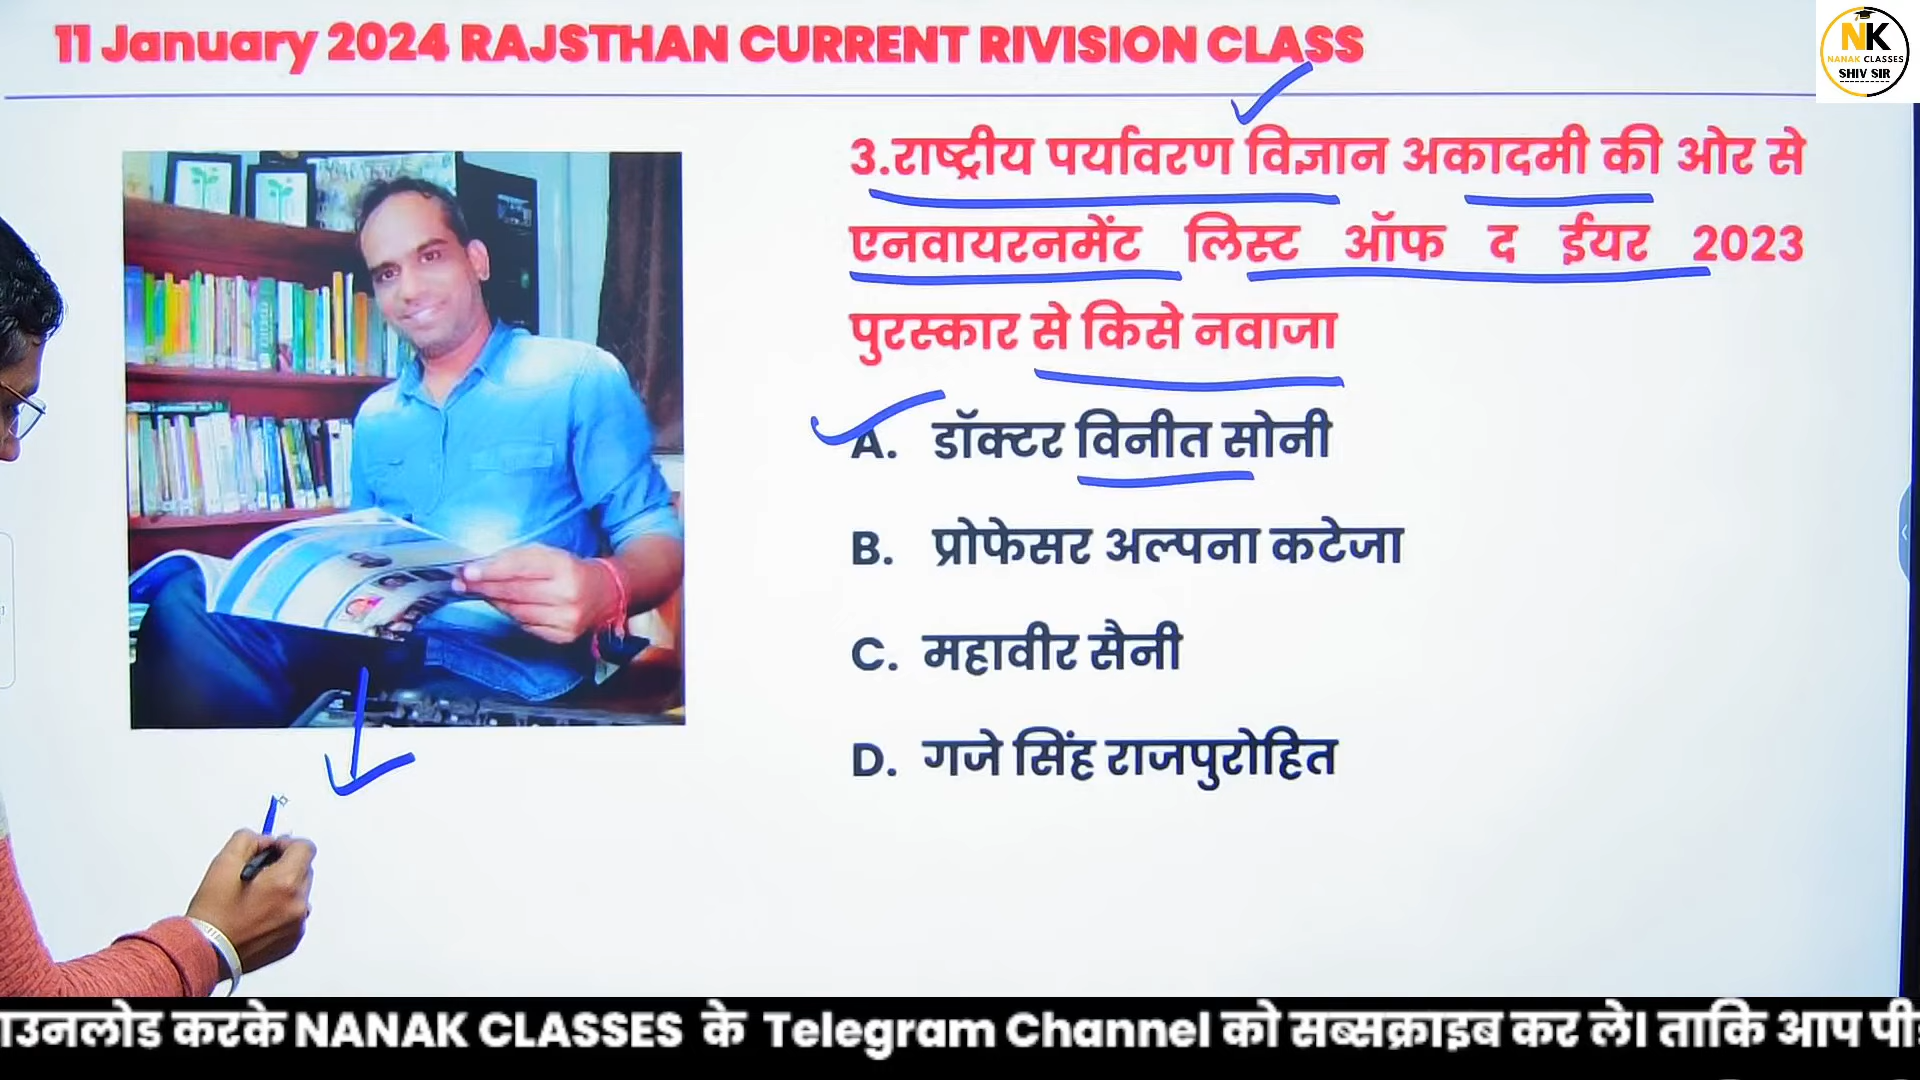 11 January 2024 RAJSTHAN CURRENT RIVISION CLASS
NK
NANAK CLASSES
SHIV SIR
3.राष्ट्रीय पर्यावरण विज्ञान अकादमी की ओर से
एनवायरनमेंट लिस्ट ऑफ द ईयर 2023
पुरस्कार से किसे नवाजा
A. डॉक्टर विनीत सोनी
B. प्रोफेसर अल्पना कटेजा
C. महावीर सैनी
D. गजे सिंह राजपुरोहित
करके NANAK CLASSES के Telegram Channel को सब्सक्राइब कर ले। ताकि आप